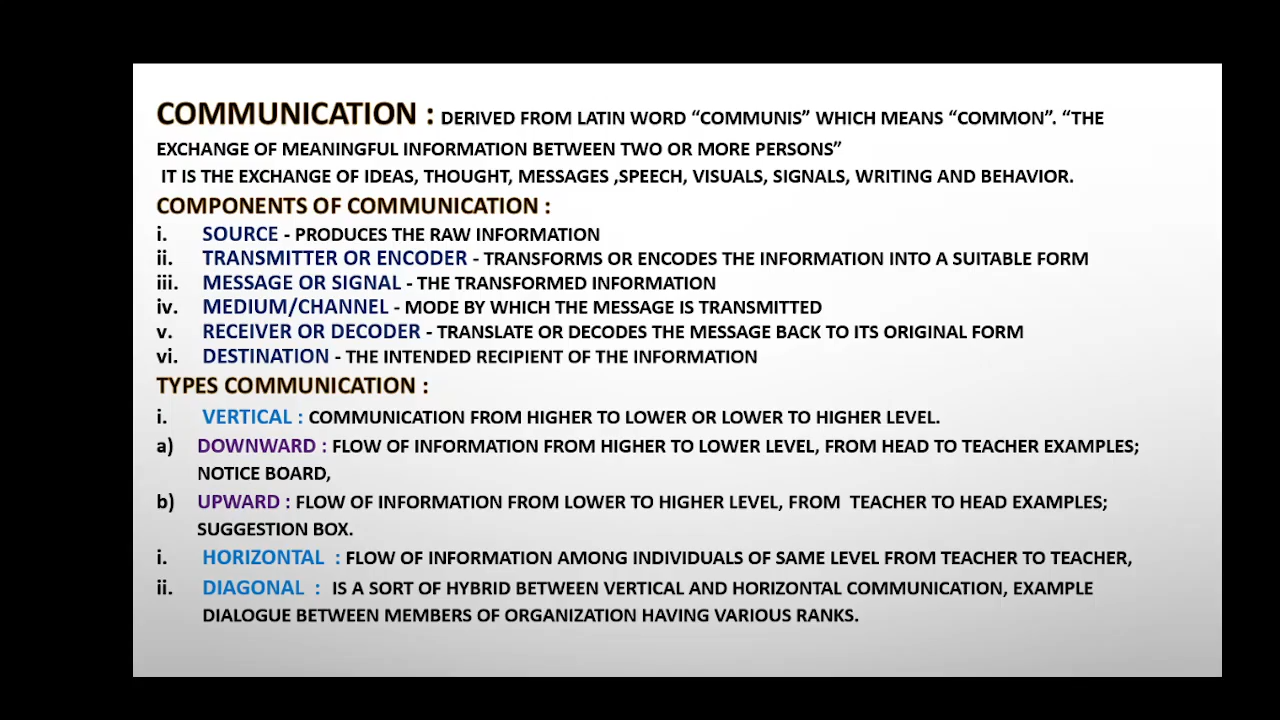 COMMUNICATION : DERIVED FROM LATIN WORD “COMMUNIS” WHICH MEANS “COMMON”. “THE
EXCHANGE OF MEANINGFUL INFORMATION BETWEEN TWO OR MORE PERSONS”
IT IS THE EXCHANGE OF IDEAS, THOUGHT, MESSAGES ,SPEECH, VISUALS, SIGNALS, WRITING AND BEHAVIOR.
COMPONENTS OF COMMUNICATION :
i. SOURCE - PRODUCES THE RAW INFORMATION
ii. TRANSMITTER OR ENCODER - TRANSFORMS OR ENCODES THE INFORMATION INTO A SUITABLE FORM
iii. MESSAGE OR SIGNAL - THE TRANSFORMED INFORMATION
iv. MEDIUM/CHANNEL - MODE BY WHICH THE MESSAGE IS TRANSMITTED
v. RECEIVER OR DECODER - TRANSLATE OR DECODES THE MESSAGE BACK TO ITS ORIGINAL FORM
vi. DESTINATION - THE INTENDED RECIPIENT OF THE INFORMATION
TYPES COMMUNICATION :
i. VERTICAL : COMMUNICATION FROM HIGHER TO LOWER OR LOWER TO HIGHER LEVEL.
a) DOWNWARD : FLOW OF INFORMATION FROM HIGHER TO LOWER LEVEL, FROM HEAD TO TEACHER EXAMPLES;
NOTICE BOARD,
b) UPWARD : FLOW OF INFORMATION FROM LOWER TO HIGHER LEVEL, FROM TEACHER TO HEAD EXAMPLES;
SUGGESTION BOX.
i. HORIZONTAL : FLOW OF INFORMATION AMONG INDIVIDUALS OF SAME LEVEL FROM TEACHER TO TEACHER,
ii. DIAGONAL : IS A SORT OF HYBRID BETWEEN VERTICAL AND HORIZONTAL COMMUNICATION, EXAMPLE
DIALOGUE BETWEEN MEMBERS OF ORGANIZATION HAVING VARIOUS RANKS.